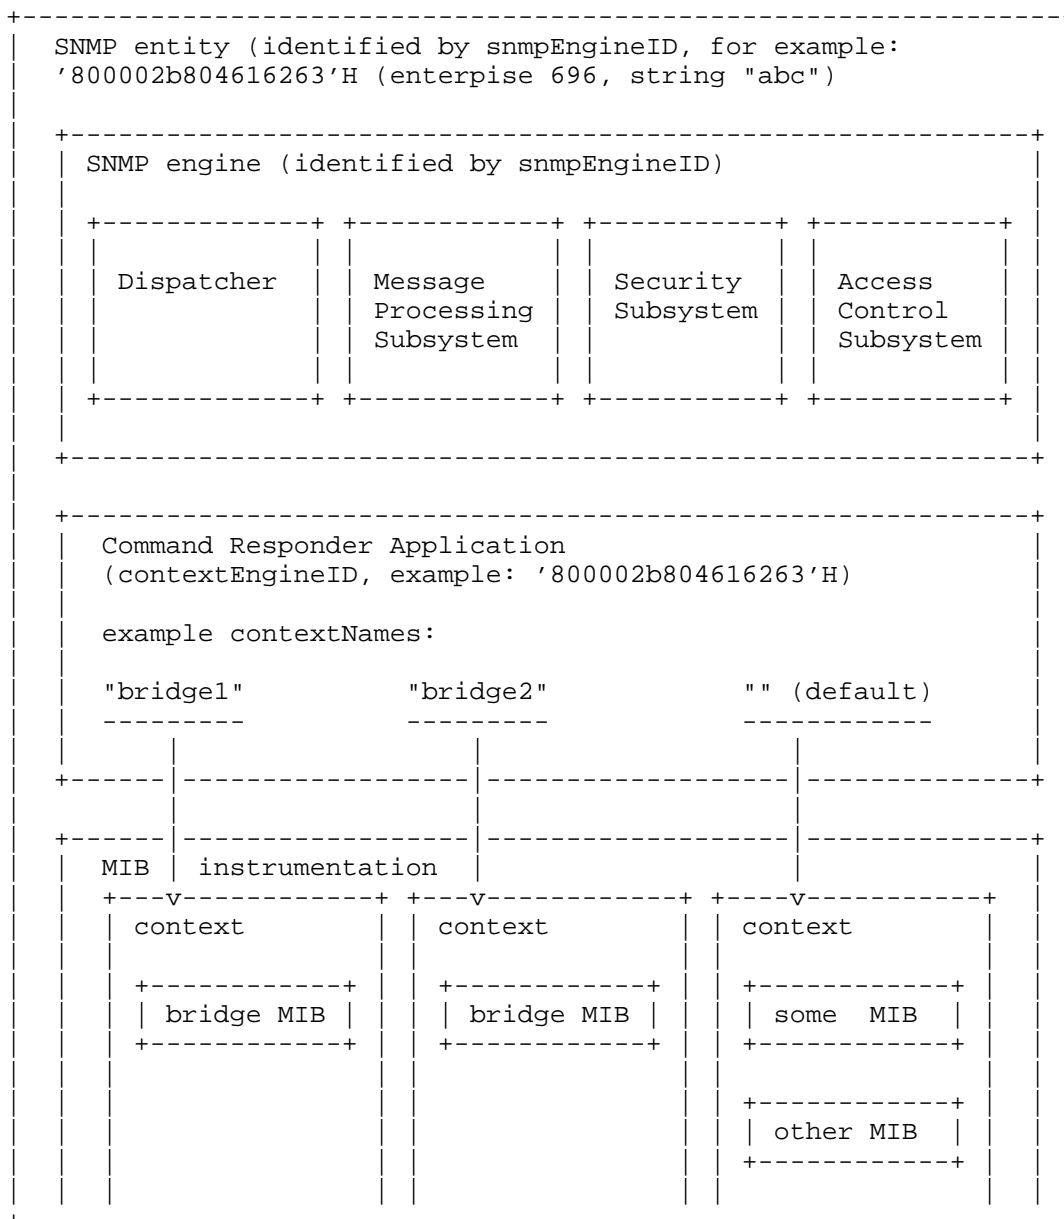 SNMP entity (identified by snmpEngineID, for example:
’800002b804616263’H (enterpise 696, string "abc")
SNMP engine (identified by snmpEngineID)
Dispatcher Message Security Access
Processing Subsystem Control
Subsystem Subsystem
Command Responder Application
(contextEngineID, example: ’800002b804616263’H)
example contextNames:
"bridge1" "bridge2" "" (default)
MIB instrumentation
context context context
bridge MIB bridge MIB some MIB
other MIB